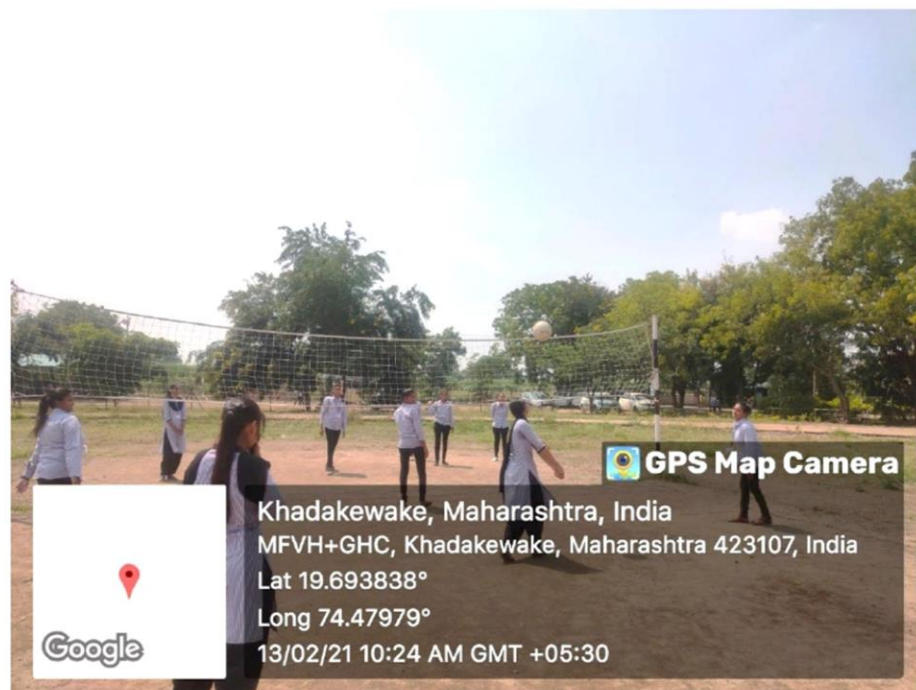 GPS Map Camera
Khadakewake, Maharashtra, India
MFVH+GHC, Khadakewake, Maharashtra 423107, India
Lat 19.693838°
Long 74.47979°
13/02/21 10:24 AM GMT +05:30
Google